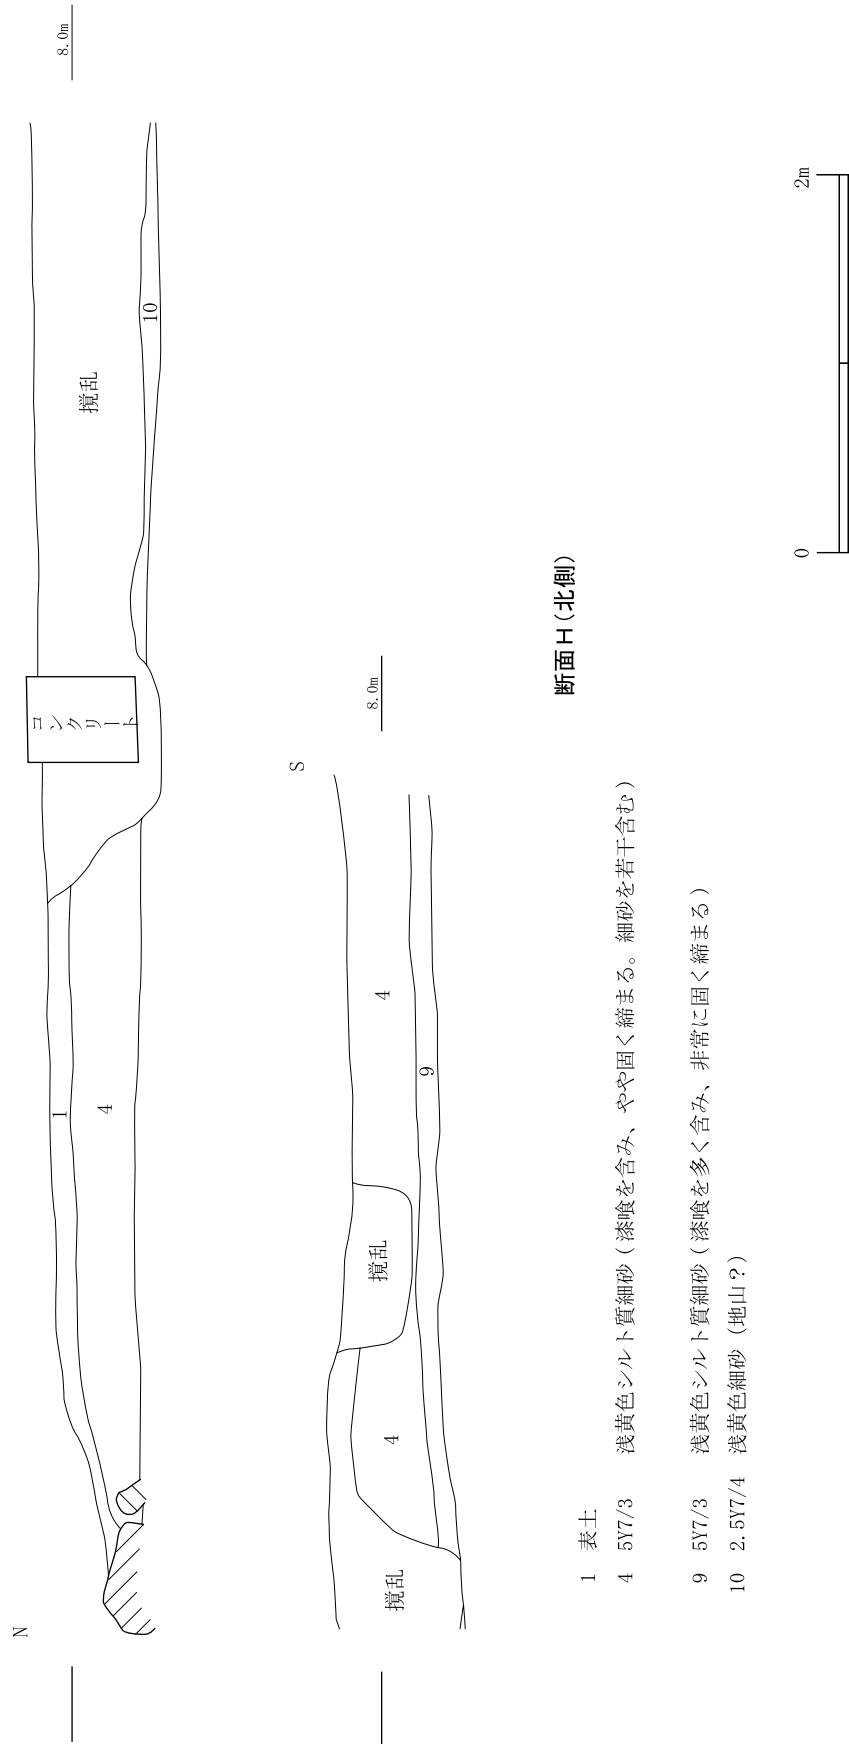 N
8.0m
1
4
コンクリート
攪乱
10
S
8.0m
攪乱
4
攪乱
4
9
断面H(北側)
1 表土
4 5Y7/3 浅黄色シルト質細砂(漆喰を含み、やや固く締まる。細砂を若干含む)
9 5Y7/3 浅黄色シルト質細砂(漆喰を多く含み、非常に固く締まる)
10 2.5Y7/4 浅黄色細砂(地山?)
0
2m